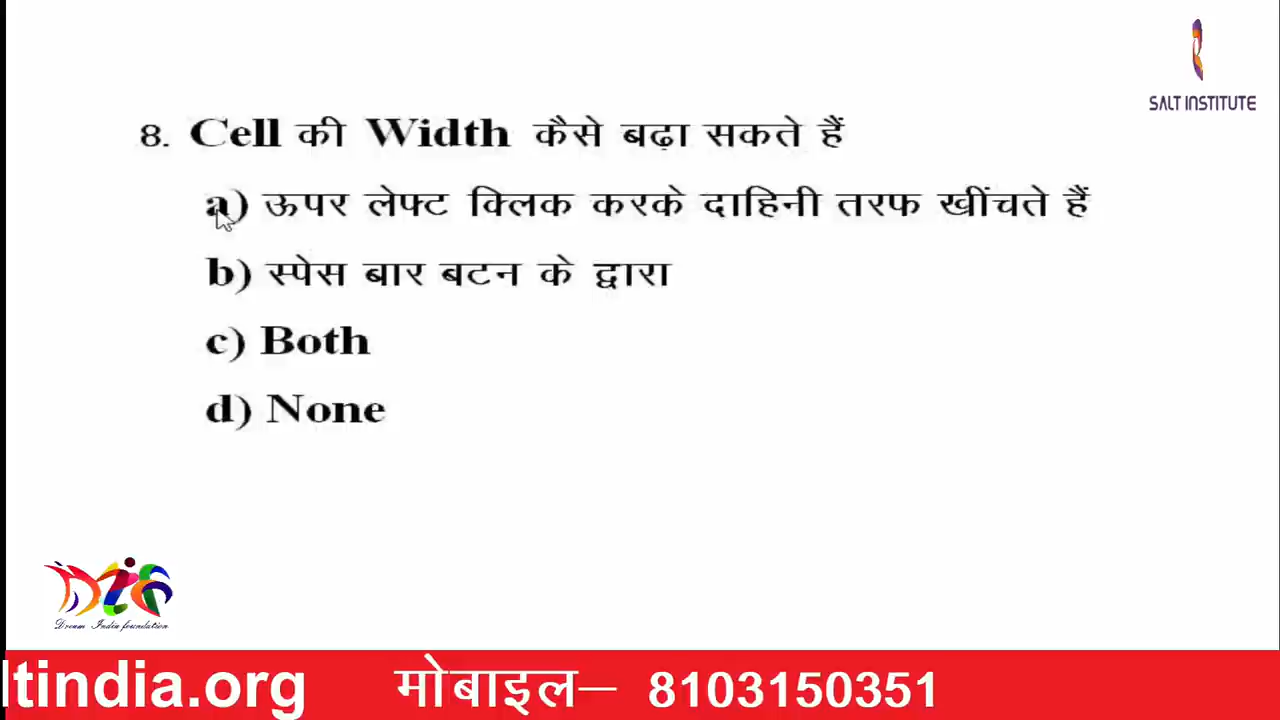 SALT INSTITUTE
8. Cell की Width कैसे बढ़ा सकते हैं
a) ऊपर लेफ्ट क्लिक करके दाहिनी तरफ खींचते हैं
b) स्पेस बार बटन के द्वारा
c) Both
d) None
Dream India foundation
ltindia.org मोबाइल– 8103150351